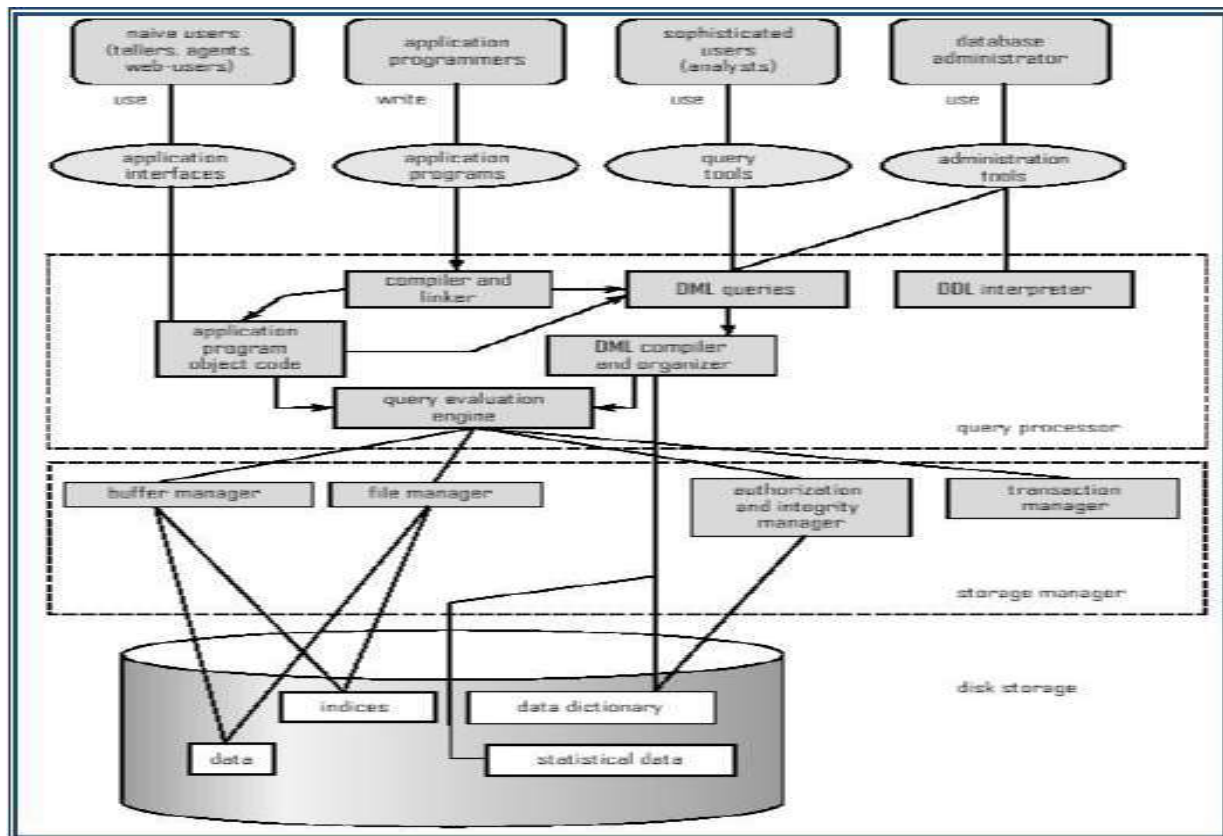 naive users
(tellers, agents,
web-users)
application
programmers
sophisticated
users
(analysts)
database
administrator
use
write
use
use
application
interfaces
application
programs
query
tools
administration
tools
compiler and
linker
DML queries
DDL interpreter
application
program
object code
DML compiler
and organizer
query evaluation
engine
query processor
buffer manager
file manager
authorization
and integrity
manager
transaction
manager
storage manager
indices
data dictionary
disk storage
data
statistical data